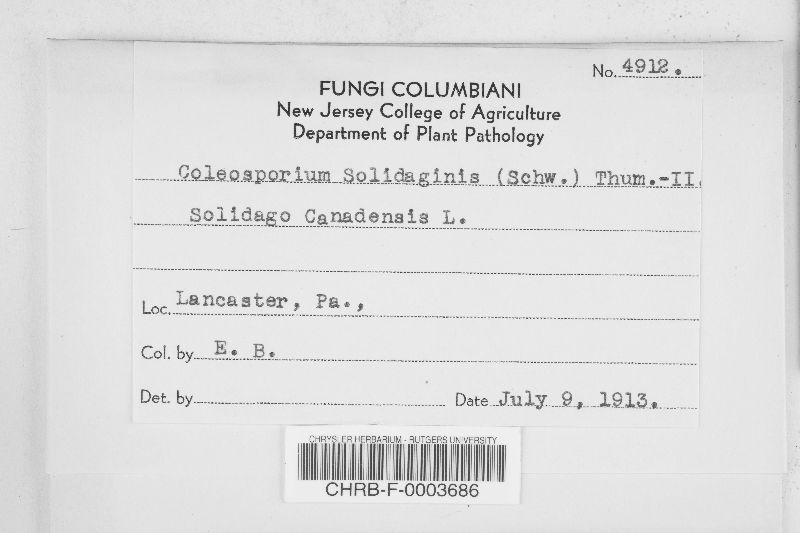 No. 4912.
FUNGI COLUMBIANI
New Jersey College of Agriculture
Department of Plant Pathology
Coleosporium Solidaginis (Schw.) Thum.-II.
Solidago Canadensis L.
Loc. Lancaster, Pa.,
Col. by E. B.
Det. by
Date July 9, 1913.
CHRYSLER HERBARIUM - RUTGERS UNIVERSITY
CHRB-F-0003686